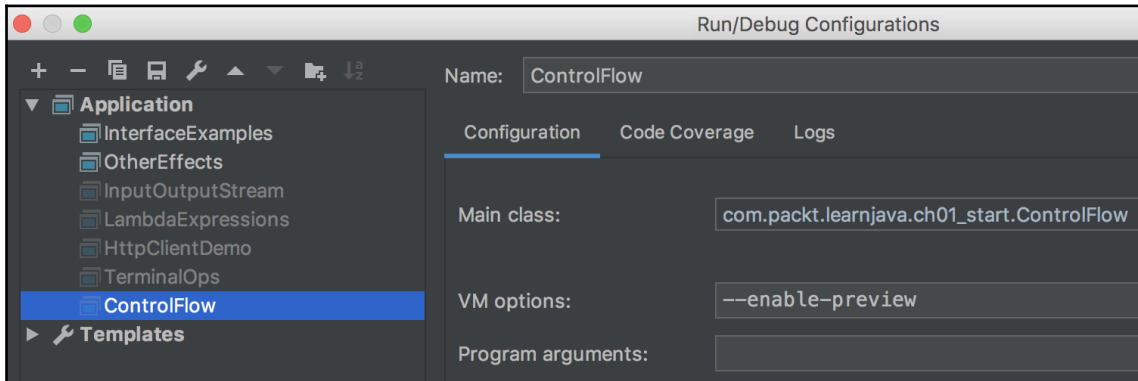 Run/Debug Configurations
Name: ControlFlow
Application
InterfaceExamples
OtherEffects
InputOutputStream
LambdaExpressions
HttpClientDemo
TerminalOps
ControlFlow
Templates
Configuration Code Coverage Logs
Main class: com.packt.learnjava.ch01_start.ControlFlow
VM options: --enable-preview
Program arguments: